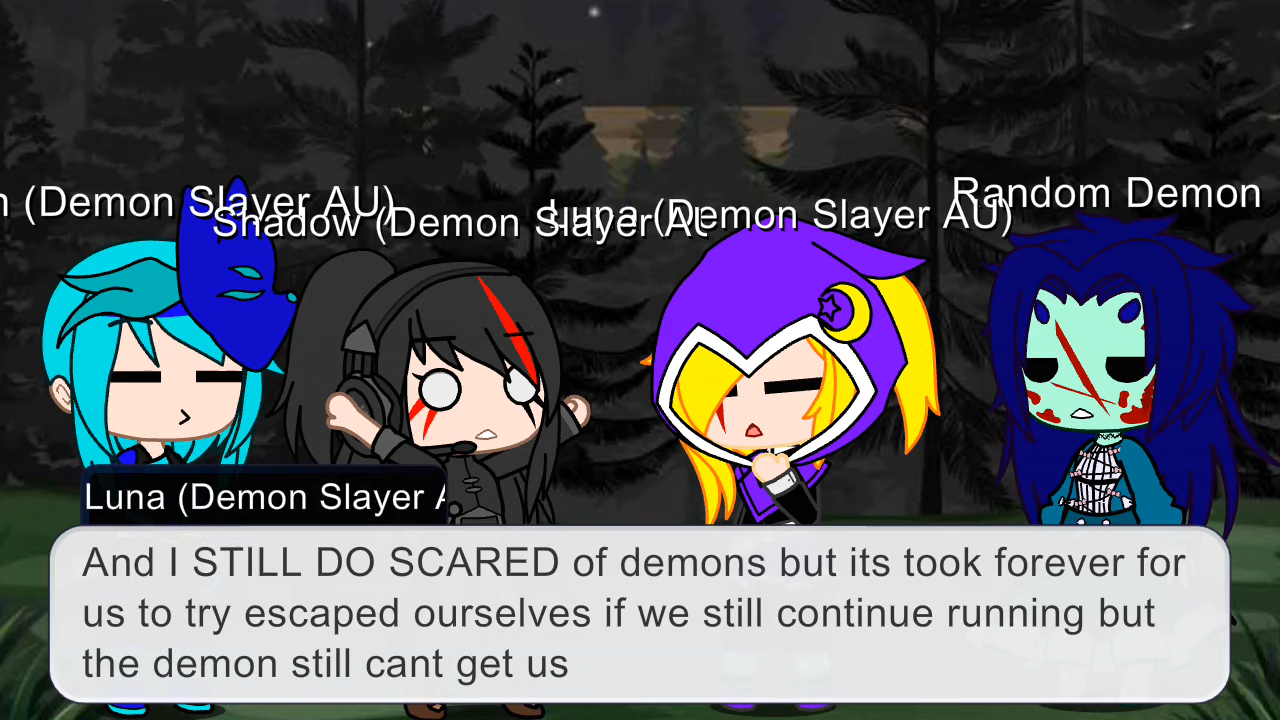 n (Demon Slayer AU)
Shadow (Demon Slayer AU
Luna (Demon Slayer AU)
Random Demon
Luna (Demon Slayer A
And I STILL DO SCARED of demons but its took forever for
us to try escaped ourselves if we still continue running but
the demon still cant get us